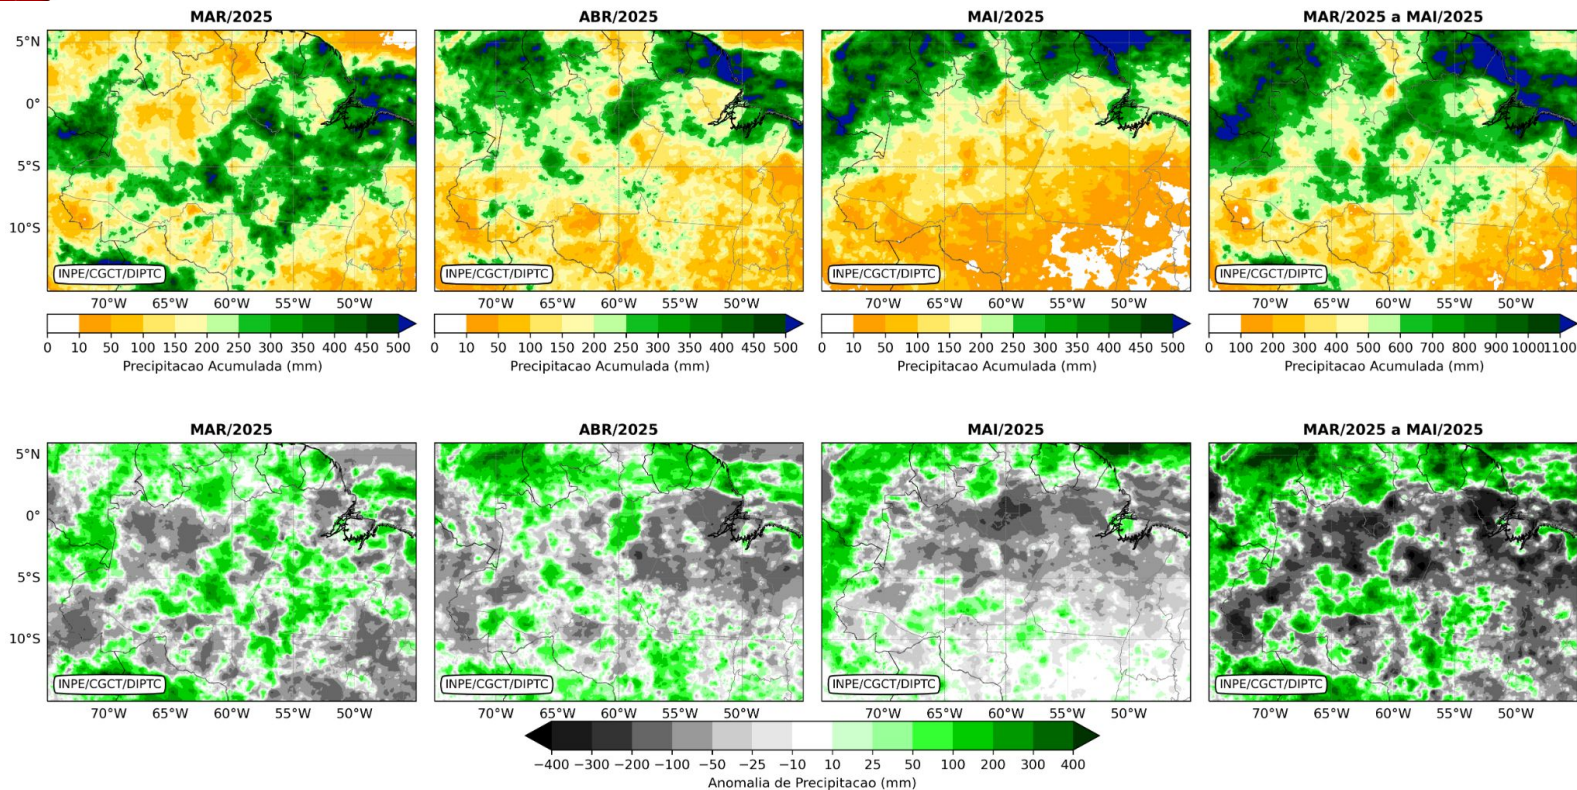 MAR/2025 ABR/2025 MAI/2025 MAR/2025 a MAI/2025
5°N
0°
5°S
10°S
INPE/CGCT/DIPTC INPE/CGCT/DIPTC INPE/CGCT/DIPTC INPE/CGCT/DIPTC
70°W 65°W 60°W 55°W 50°W 70°W 65°W 60°W 55°W 50°W 70°W 65°W 60°W 55°W 50°W 70°W 65°W 60°W 55°W 50°W
0 10 50 100 150 200 250 300 350 400 450 500 0 10 50 100 150 200 250 300 350 400 450 500 0 10 50 100 150 200 250 300 350 400 450 500 0 100 200 300 400 500 600 700 800 900 1000 1100
Precipitacao Acumulada (mm) Precipitacao Acumulada (mm) Precipitacao Acumulada (mm) Precipitacao Acumulada (mm)
MAR/2025 ABR/2025 MAI/2025 MAR/2025 a MAI/2025
5°N
0°
5°S
10°S
INPE/CGCT/DIPTC INPE/CGCT/DIPTC INPE/CGCT/DIPTC INPE/CGCT/DIPTC
70°W 65°W 60°W 55°W 50°W 70°W 65°W 60°W 55°W 50°W 70°W 65°W 60°W 55°W 50°W 70°W 65°W 60°W 55°W 50°W
−400 −300 −200 −100 −50 −25 −10 10 25 50 100 200 300 400
Anomalia de Precipitacao (mm)